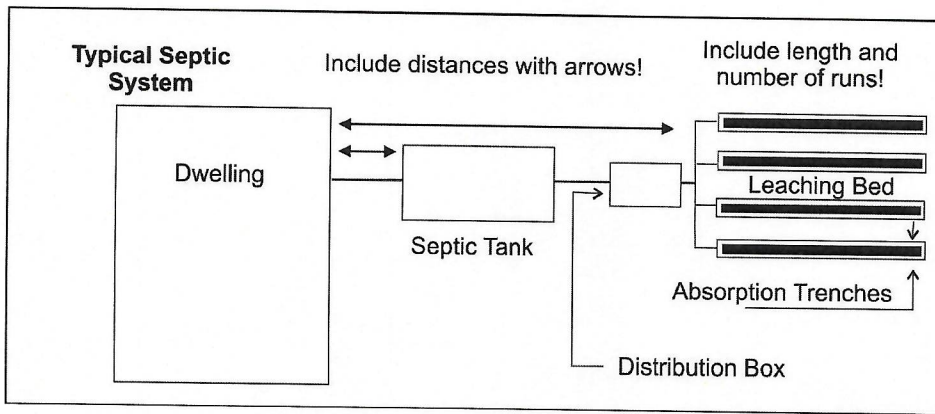 Typical Septic
System
Include distances with arrows!
Include length and
number of runs!
Dwelling
Septic Tank
Leaching Bed
Absorption Trenches
Distribution Box